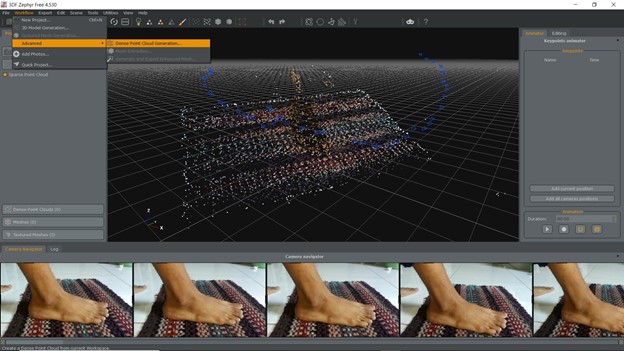 3DF Zephyr Free 4.530
File Workflow Edit Export Scene Tools Utilities View Help
New Project... Ctrl+N
3D Model Generation...
Advanced
Dense Point Cloud Generation...
Mesh Extraction...
Add Photos...
Quick Project...
Sparse Point Cloud
Dense Point Clouds (0)
Meshes (0)
Textured Meshes (0)
Z
X
Animator Editing
Keypoints animator
Keypoints
Name Time
Add current position
Add all cameras positions
Animation
Duration: 00:00
Camera Navigator Log
Camera navigator
Create a Dense Point Cloud from current Workspace.